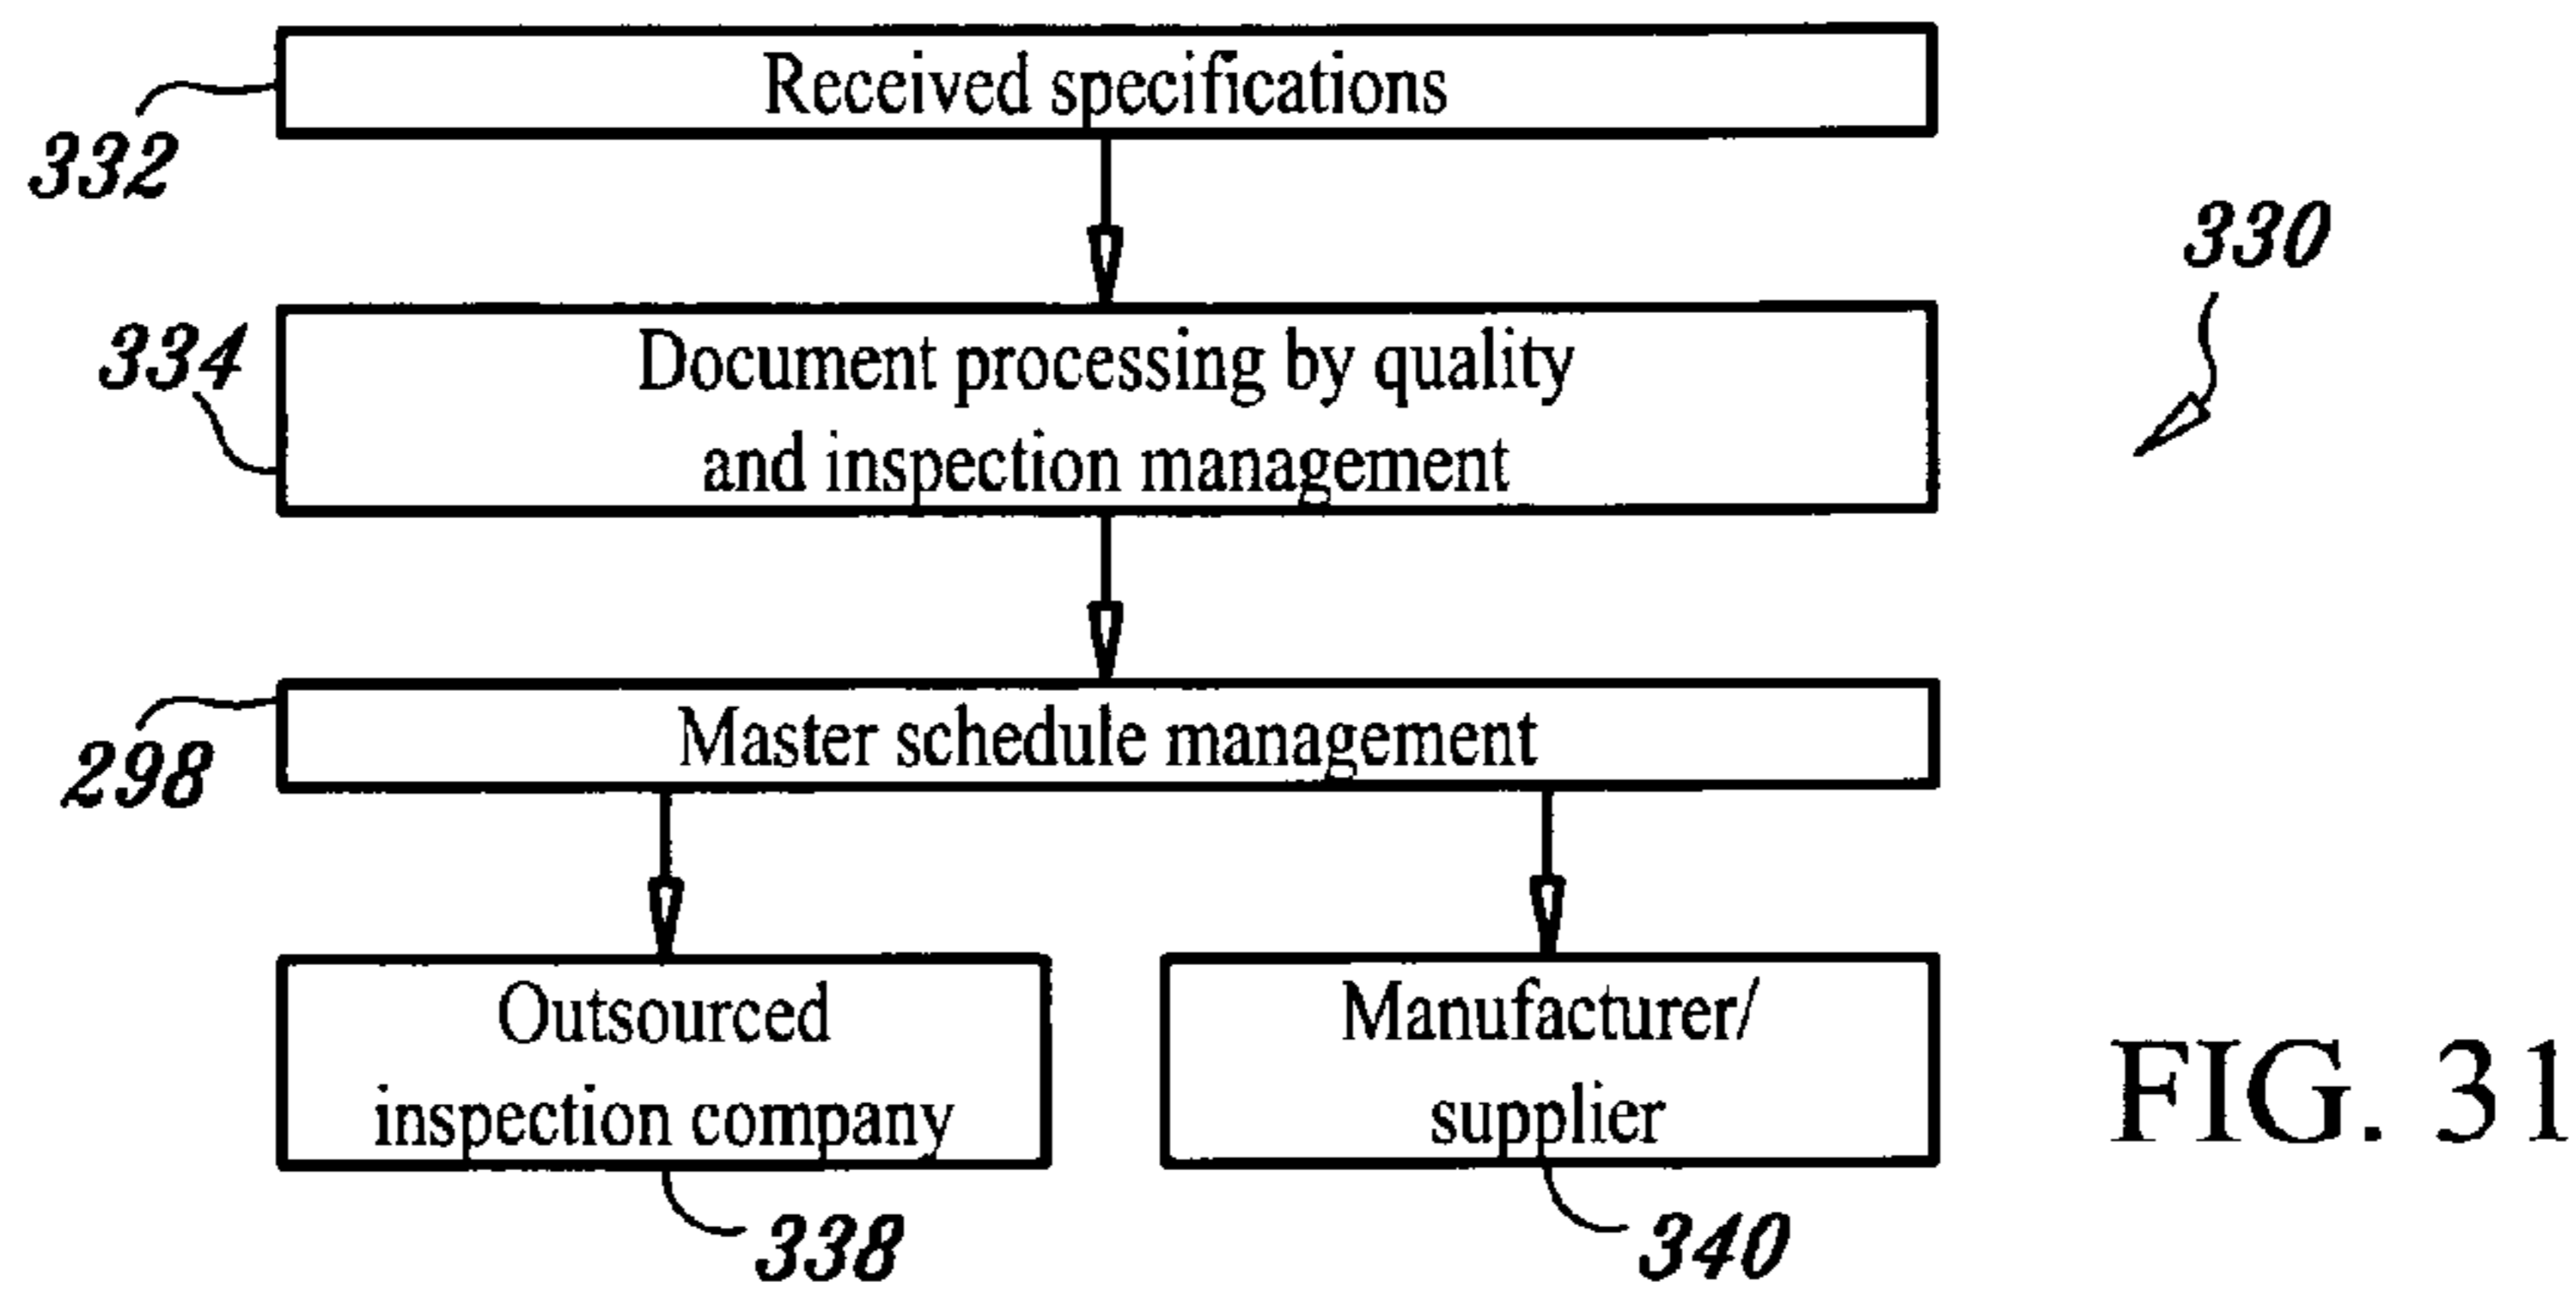 Received specifications
332
330
Document processing by quality
and inspection management
334
Master schedule management
298
Outsourced
inspection company
338
Manufacturer/
supplier
340
FIG. 31